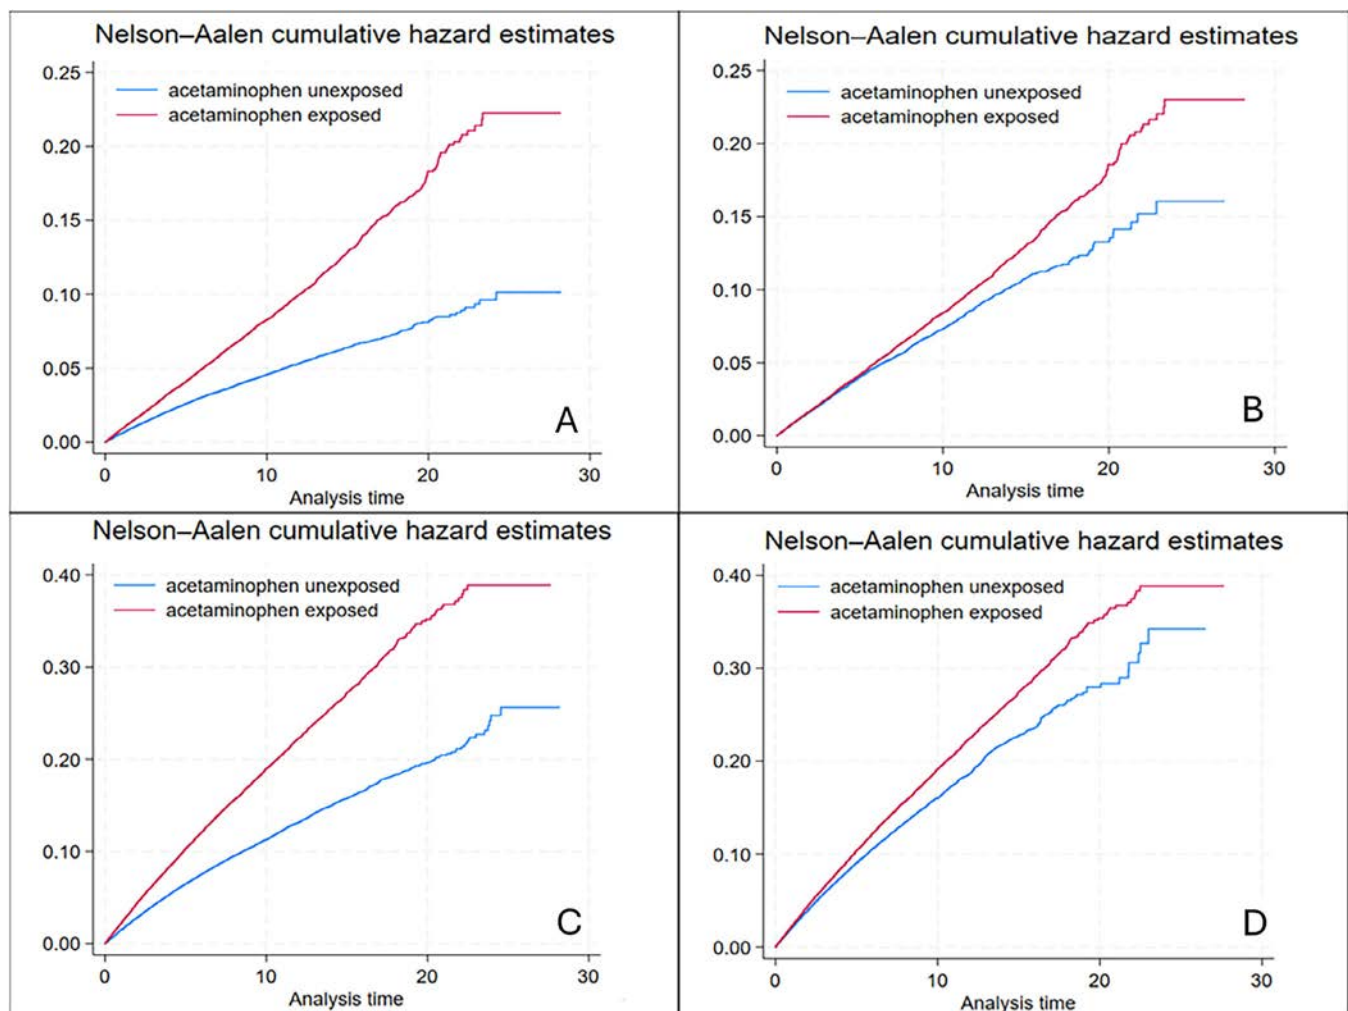 Nelson–Aalen cumulative hazard estimates
0.25
acetaminophen unexposed
acetaminophen exposed
0.20
0.15
0.10
0.05
0.00
A
0
10
20
30
Analysis time
Nelson–Aalen cumulative hazard estimates
0.25
acetaminophen unexposed
acetaminophen exposed
0.20
0.15
0.10
0.05
0.00
B
0
10
20
30
Analysis time
Nelson–Aalen cumulative hazard estimates
0.40
acetaminophen unexposed
acetaminophen exposed
0.30
0.20
0.10
0.00
C
0
10
20
30
Analysis time
Nelson–Aalen cumulative hazard estimates
0.40
acetaminophen unexposed
acetaminophen exposed
0.30
0.20
0.10
0.00
D
0
10
20
30
Analysis time